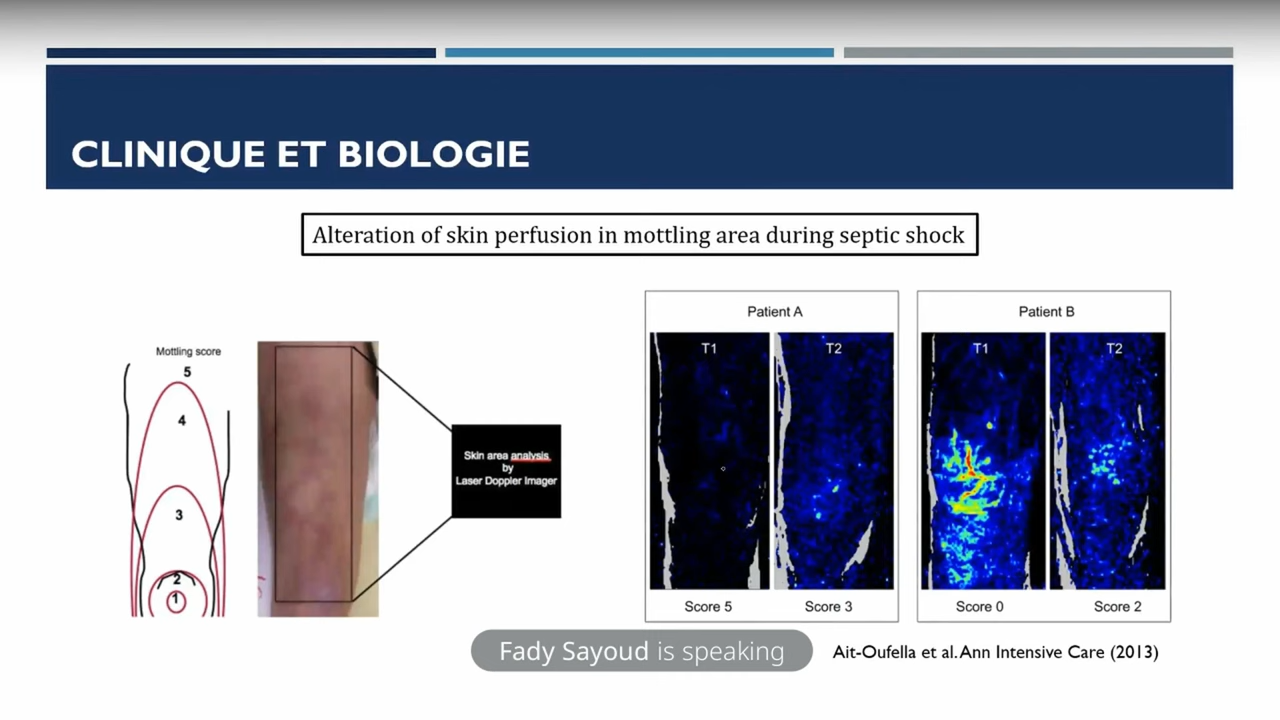 CLINIQUE ET BIOLOGIE
Alteration of skin perfusion in mottling area during septic shock
Mottling score
5
4
3
2
1
Skin area analysis
by
Laser Doppler Imager
Patient A
T1
T2
Score 5
Score 3
Patient B
T1
T2
Score 0
Score 2
Fady Sayoud is speaking
Ait-Oufella et al. Ann Intensive Care (2013)